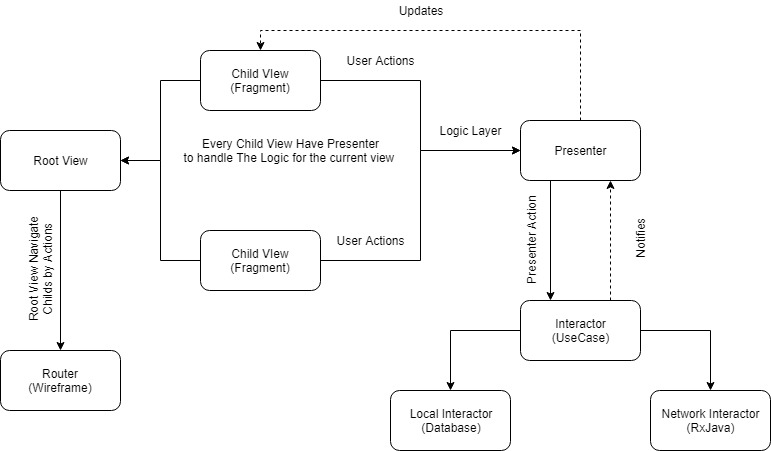 Updates
User Actions
Child VIew
(Fragment)
Logic Layer
Every Child View Have Presenter
to handle The Logic for the current view
Presenter
Root View
Root View Navigate
Childs by Actions
User Actions
Child VIew
(Fragment)
Presenter Action
Notifies
Interactor
(UseCase)
Router
(Wireframe)
Local Interactor
(Database)
Network Interactor
(RxJava)